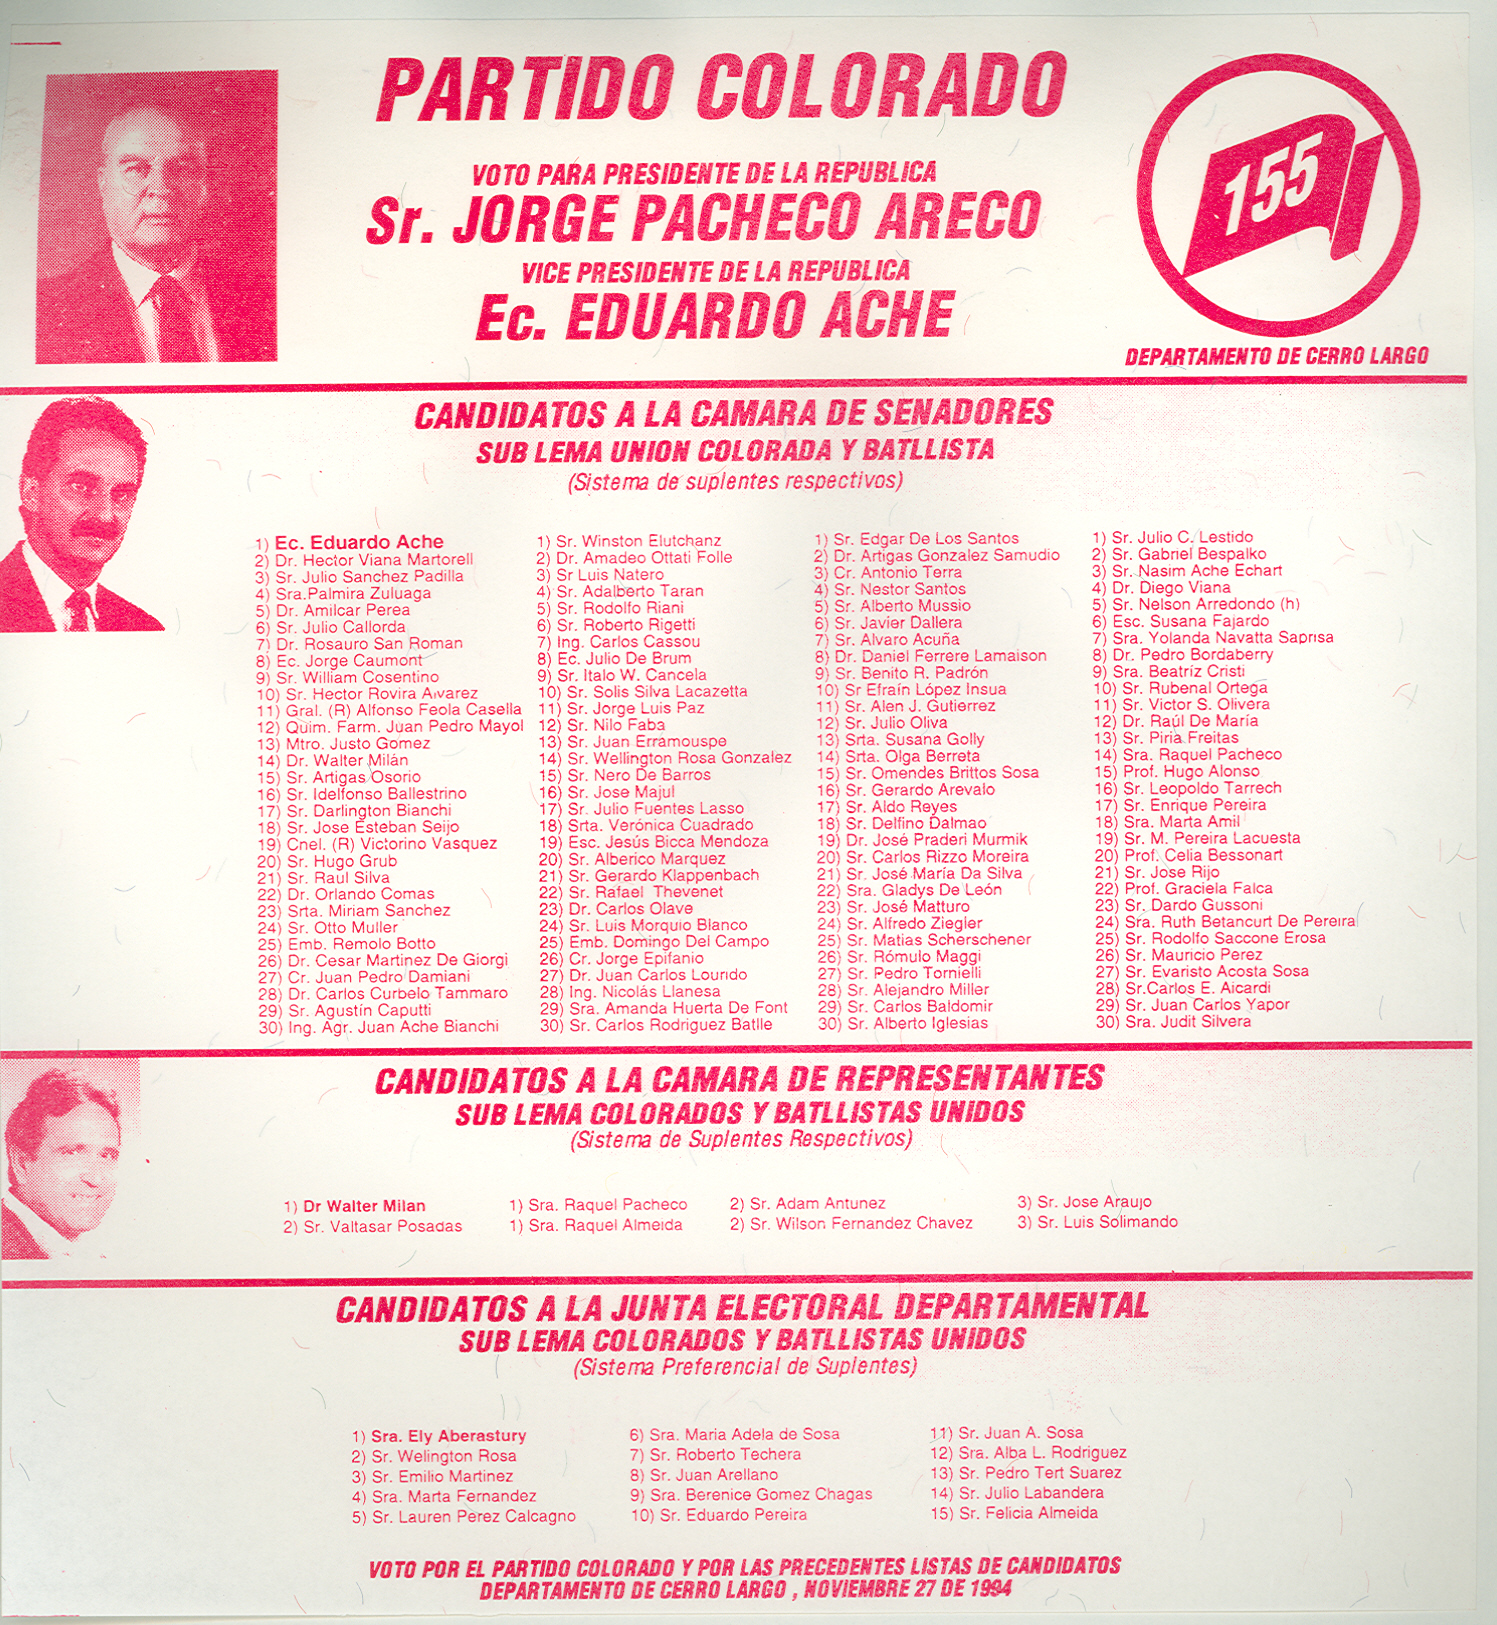 PARTIDO COLORADO
155
VOTO PARA PRESIDENTE DE LA REPUBLICA
Sr. JORGE PACHECO ARECO
VICE PRESIDENTE DE LA REPUBLICA
Ec. EDUARDO ACHE
DEPARTAMENTO DE CERRO LARGO
CANDIDATOS A LA CAMARA DE SENADORES
SUB LEMA UNION COLORADA Y BATLLISTA
(Sistema de suplentes respectivos)
1) Ec. Eduardo Ache
2) Dr. Hector Viana Martorell
3) Sr. Julio Sanchez Padilla
4) Sra.Palmira Zuluaga
5) Dr. Amilcar Perea
6) Sr. Julio Callorda
7) Dr. Rosauro San Roman
8) Ec. Jorge Caumont
9) Sr. William Cosentino
10) Sr. Hector Rovira Alvarez
11) Gral. (R) Alfonso Feola Casella
12) Quim. Farm. Juan Pedro Mayol
13) Mtro. Justo Gomez
14) Dr. Walter Milán
15) Sr. Artigas Osorio
16) Sr. Idelfonso Ballestrino
17) Sr. Darlington Bianchi
18) Sr. Jose Esteban Seijo
19) Cnel. (R) Victorino Vasquez
20) Sr. Hugo Grub
21) Sr. Raul Silva
22) Dr. Orlando Comas
23) Srta. Miriam Sanchez
24) Sr. Otto Muller
25) Emb. Remolo Botto
26) Dr. Cesar Martinez De Giorgi
27) Cr. Juan Pedro Damiani
28) Dr. Carlos Curbelo Tammaro
29) Sr. Agustín Caputti
30) Ing. Agr. Juan Ache Bianchi
1) Sr. Winston Elutchanz
2) Dr. Amadeo Ottati Folle
3) Sr Luis Natero
4) Sr. Adalberto Taran
5) Sr. Rodolfo Riani
6) Sr. Roberto Rigetti
7) Ing. Carlos Cassou
8) Ec. Julio De Brum
9) Sr. Italo W. Cancela
10) Sr. Solis Silva Lacazetta
11) Sr. Jorge Luis Paz
12) Sr. Nilo Faba
13) Sr. Juan Erramouspe
14) Sr. Wellington Rosa Gonzalez
15) Sr. Nero De Barros
16) Sr. Jose Majul
17) Sr. Julio Fuentes Lasso
18) Srta. Verónica Cuadrado
19) Esc. Jesús Bicca Mendoza
20) Sr. Alberico Marquez
21) Sr. Gerardo Klappenbach
22) Sr. Rafael Thevenet
23) Dr. Carlos Olave
24) Sr. Luis Morquio Blanco
25) Emb. Domingo Del Campo
26) Cr. Jorge Epifanio
27) Dr. Juan Carlos Lourido
28) Ing. Nicolás Llanesa
29) Sra. Amanda Huerta De Font
30) Sr. Carlos Rodriguez Batlle
1) Sr. Edgar De Los Santos
2) Dr. Artigas Gonzalez Samudio
3) Cr. Antonio Terra
4) Sr. Nestor Santos
5) Sr. Alberto Mussio
6) Sr. Javier Dallera
7) Sr. Alvaro Acuña
8) Dr. Daniel Ferrere Lamaison
9) Sr. Benito R. Padrón
10) Sr Efraín López Insua
11) Sr. Alen J. Gutierrez
12) Sr. Julio Oliva
13) Srta. Susana Golly
14) Srta. Olga Berreta
15) Sr. Omendes Brittos Sosa
16) Sr. Gerardo Arevalo
17) Sr. Aldo Reyes
18) Sr. Delfino Dalmao
19) Dr. José Praderi Murmik
20) Sr. Carlos Rizzo Moreira
21) Sr. José María Da Silva
22) Sra. Gladys De León
23) Sr. José Matturo
24) Sr. Alfredo Ziegler
25) Sr. Matias Scherschener
26) Sr. Rómulo Maggi
27) Sr. Pedro Tornielli
28) Sr. Alejandro Miller
29) Sr. Carlos Baldomir
30) Sr. Alberto Iglesias
1) Sr. Julio C. Lestido
2) Sr. Gabriel Bespalko
3) Sr. Nasim Ache Echart
4) Dr. Diego Viana
5) Sr. Nelson Arredondo (h)
6) Esc. Susana Fajardo
7) Sra. Yolanda Navatta Saprisa
8) Dr. Pedro Bordaberry
9) Sra. Beatríz Cristi
10) Sr. Rubenal Ortega
11) Sr. Victor S. Olivera
12) Dr. Raúl De María
13) Sr. Piria Freitas
14) Sra. Raquel Pacheco
15) Prof. Hugo Alonso
16) Sr. Leopoldo Tarrech
17) Sr. Enrique Pereira
18) Sra. Marta Amil
19) Sr. M. Pereira Lacuesta
20) Prof. Celia Bessonart
21) Sr. Jose Rijo
22) Prof. Graciela Falca
23) Sr. Dardo Gussoni
24) Sra. Ruth Betancurt De Pereira
25) Sr. Rodolfo Saccone Erosa
26) Sr. Mauricio Perez
27) Sr. Evaristo Acosta Sosa
28) Sr.Carlos E. Aicardi
29) Sr. Juan Carlos Yapor
30) Sra. Judit Silvera
CANDIDATOS A LA CAMARA DE REPRESENTANTES
SUB LEMA COLORADOS Y BATLLISTAS UNIDOS
(Sistema de Suplentes Respectivos)
1) Dr Walter Milan 1) Sra. Raquel Pacheco 2) Sr. Adam Antunez 3) Sr. Jose Araujo
2) Sr. Valtasar Posadas 1) Sra. Raquel Almeida 2) Sr. Wilson Fernandez Chavez 3) Sr. Luis Solimando
CANDIDATOS A LA JUNTA ELECTORAL DEPARTAMENTAL
SUB LEMA COLORADOS Y BATLLISTAS UNIDOS
(Sistema Preferencial de Suplentes)
1) Sra. Ely Aberastury
2) Sr. Welington Rosa
3) Sr. Emilio Martinez
4) Sra. Marta Fernandez
5) Sr. Lauren Perez Calcagno
6) Sra. Maria Adela de Sosa
7) Sr. Roberto Techera
8) Sr. Juan Arellano
9) Sra. Berenice Gomez Chagas
10) Sr. Eduardo Pereira
11) Sr. Juan A. Sosa
12) Sra. Alba L. Rodriguez
13) Sr. Pedro Tert Suarez
14) Sr. Julio Labandera
15) Sr. Felicia Almeida
VOTO POR EL PARTIDO COLORADO Y POR LAS PRECEDENTES LISTAS DE CANDIDATOS
DEPARTAMENTO DE CERRO LARGO , NOVIEMBRE 27 DE 1994